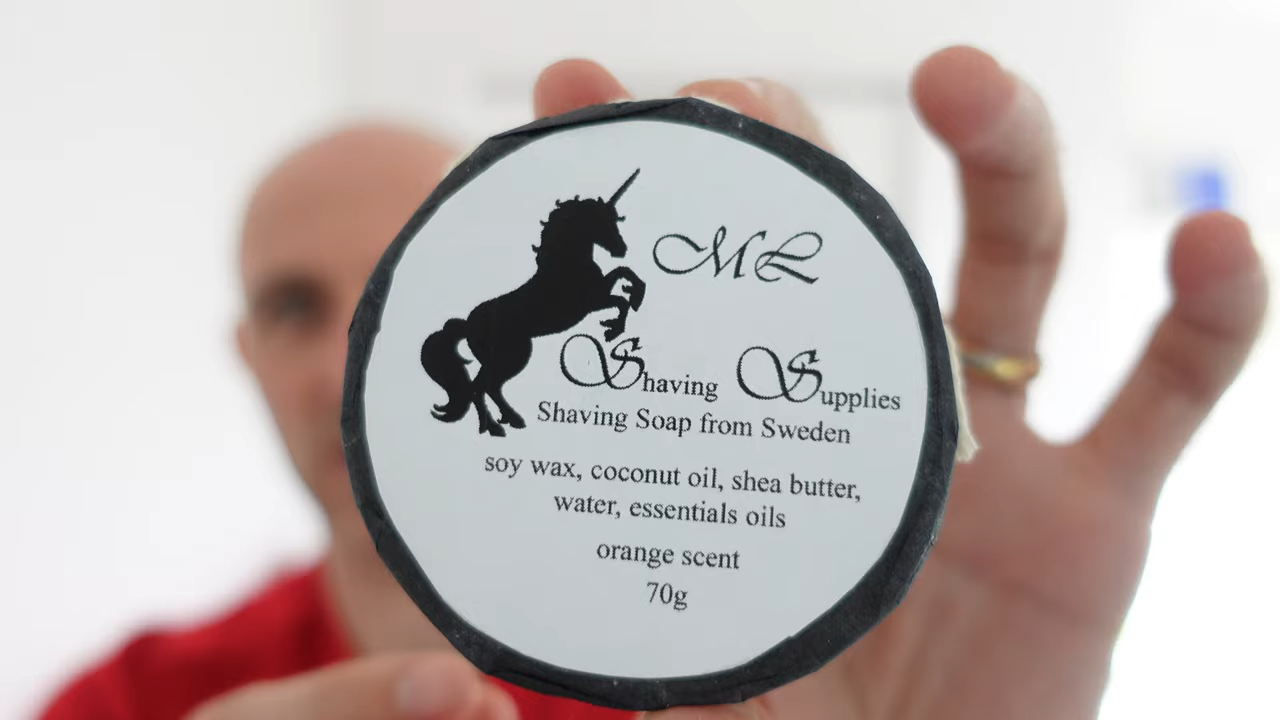 ML
Shaving Supplies
Shaving Soap from Sweden
soy wax, coconut oil, shea butter,
water, essentials oils
orange scent
70g